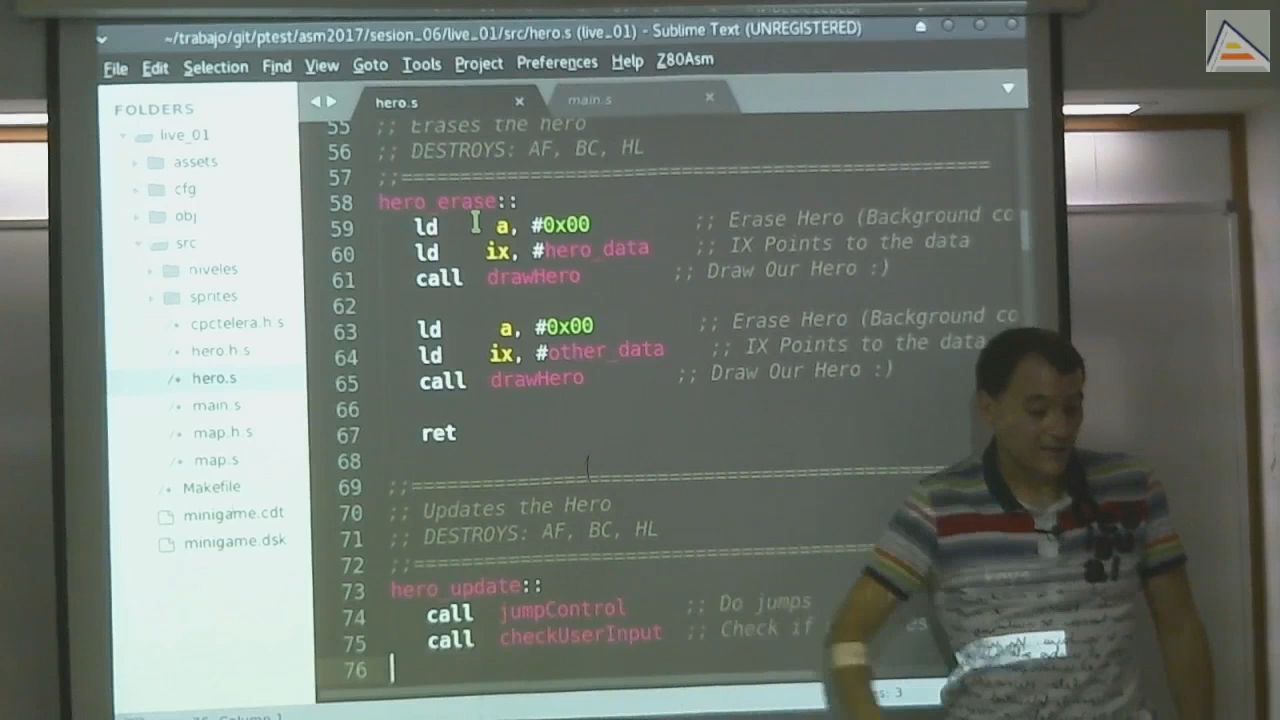 ~/trabajo/git/ptest/asm2017/sesion_06/live_01/src/hero.s (live_01) - Sublime Text (UNREGISTERED)
File Edit Selection Find View Goto Tools Project Preferences Help Z80Asm
FOLDERS
live_01
assets
cfg
obj
src
niveles
sprites
cpctelera.h.s
hero.h.s
hero.s
main.s
map.h.s
map.s
Makefile
minigame.cdt
minigame.dsk
hero.s × main.s ×
55 ;; Erases the hero
56 ;; DESTROYS: AF, BC, HL
57 ;;====================================================
58 hero_erase::
59 ld a, #0x00 ;; Erase Hero (Background co
60 ld ix, #hero_data ;; IX Points to the data
61 call drawHero ;; Draw Our Hero :)
62
63 ld a, #0x00 ;; Erase Hero (Background co
64 ld ix, #other_data ;; IX Points to the data
65 call drawHero ;; Draw Our Hero :)
66
67 ret
68
69 ;;====================================================
70 ;; Updates the Hero
71 ;; DESTROYS: AF, BC, HL
72 ;;====================================================
73 hero_update::
74 call jumpControl ;; Do jumps
75 call checkUserInput ;; Check if
76